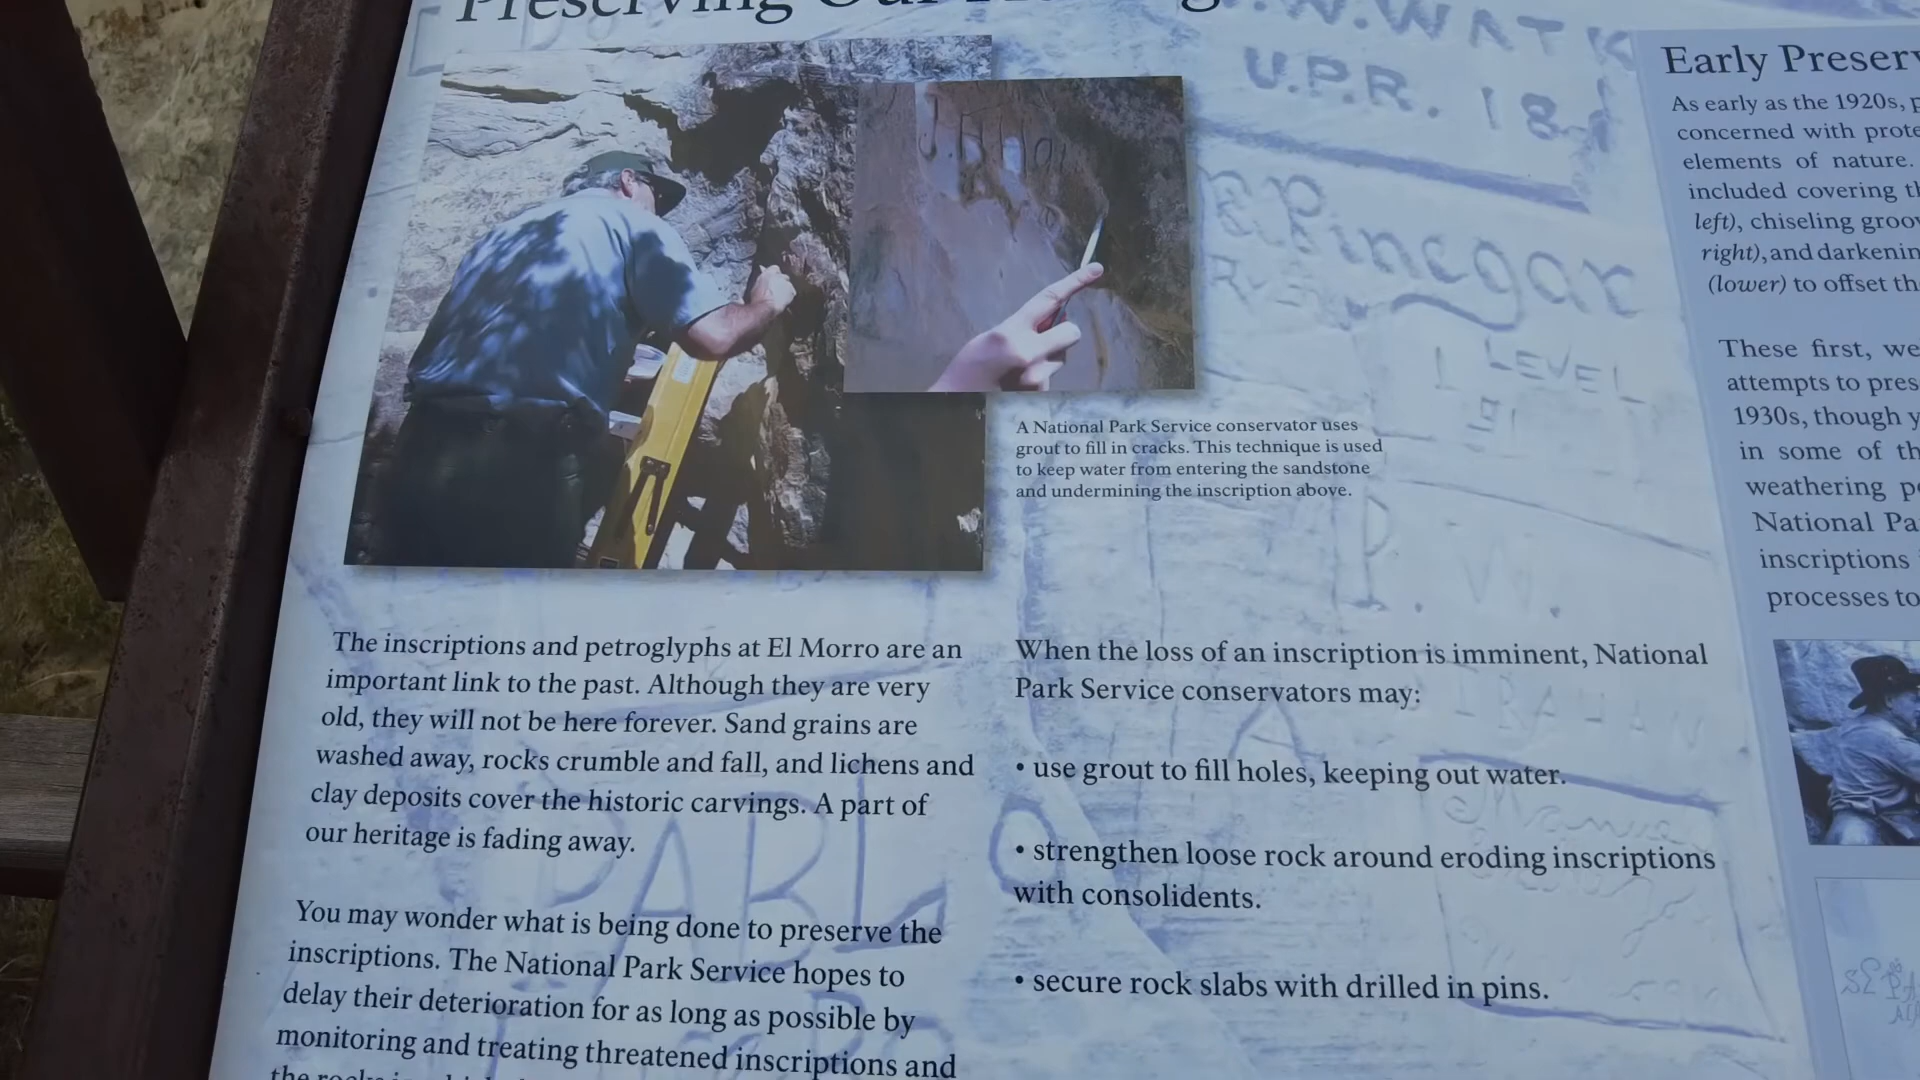 Preserving Our
W.WATK
U.P.R. 18
Pinegar
LEVEL
91
P. W.
PABLO
A National Park Service conservator uses
grout to fill in cracks. This technique is used
to keep water from entering the sandstone
and undermining the inscription above.
The inscriptions and petroglyphs at El Morro are an
important link to the past. Although they are very
old, they will not be here forever. Sand grains are
washed away, rocks crumble and fall, and lichens and
clay deposits cover the historic carvings. A part of
our heritage is fading away.
You may wonder what is being done to preserve the
inscriptions. The National Park Service hopes to
delay their deterioration for as long as possible by
monitoring and treating threatened inscriptions and
When the loss of an inscription is imminent, National
Park Service conservators may:
• use grout to fill holes, keeping out water.
• strengthen loose rock around eroding inscriptions
with consolidents.
• secure rock slabs with drilled in pins.
Early Preserv
As early as the 1920s, p
concerned with prote
elements of nature.
included covering th
left), chiseling groov
right), and darkenin
(lower) to offset th
These first, we
attempts to pres
1930s, though y
in some of th
weathering pe
National Pa
inscriptions
processes to